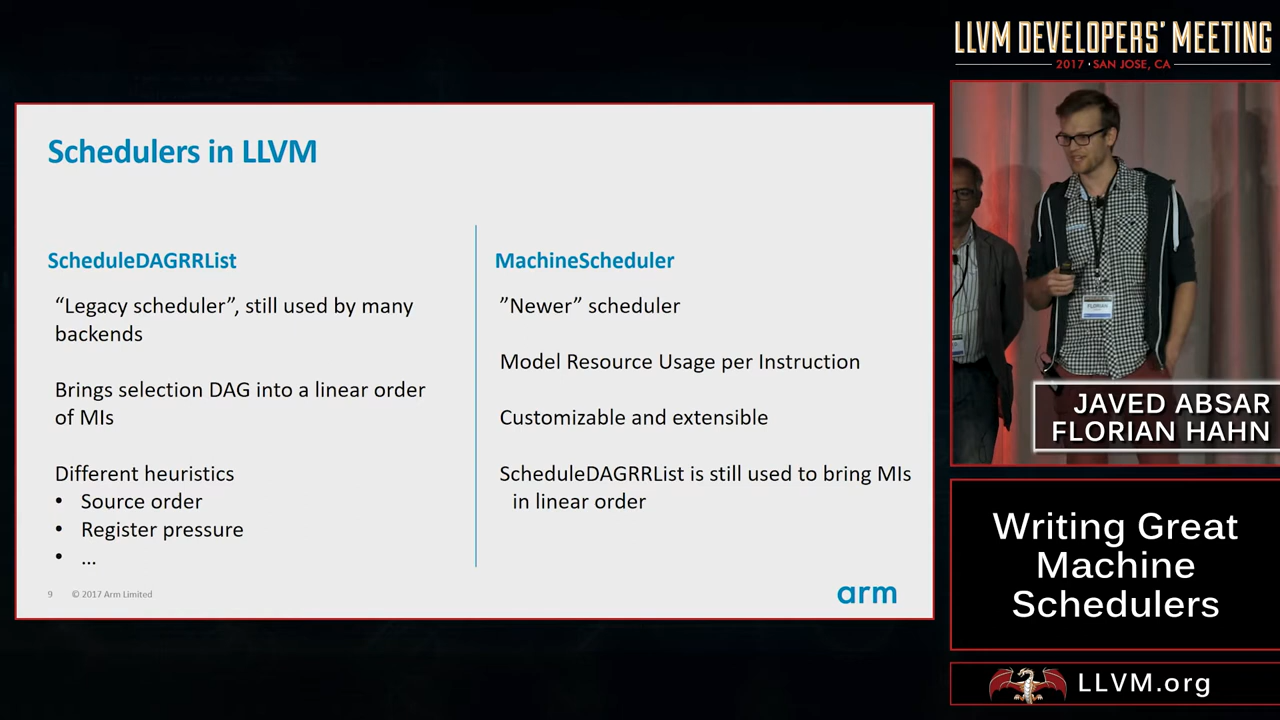 LLVM DEVELOPERS' MEETING
2017 • SAN JOSE, CA
Schedulers in LLVM
ScheduleDAGRRList
“Legacy scheduler”, still used by many
backends
Brings selection DAG into a linear order
of MIs
Different heuristics
• Source order
• Register pressure
• ...
MachineScheduler
”Newer” scheduler
Model Resource Usage per Instruction
Customizable and extensible
ScheduleDAGRRList is still used to bring MIs
in linear order
9 © 2017 Arm Limited
arm
FLORIAN
JAVED ABSAR
FLORIAN HAHN
Writing Great
Machine
Schedulers
LLVM.org